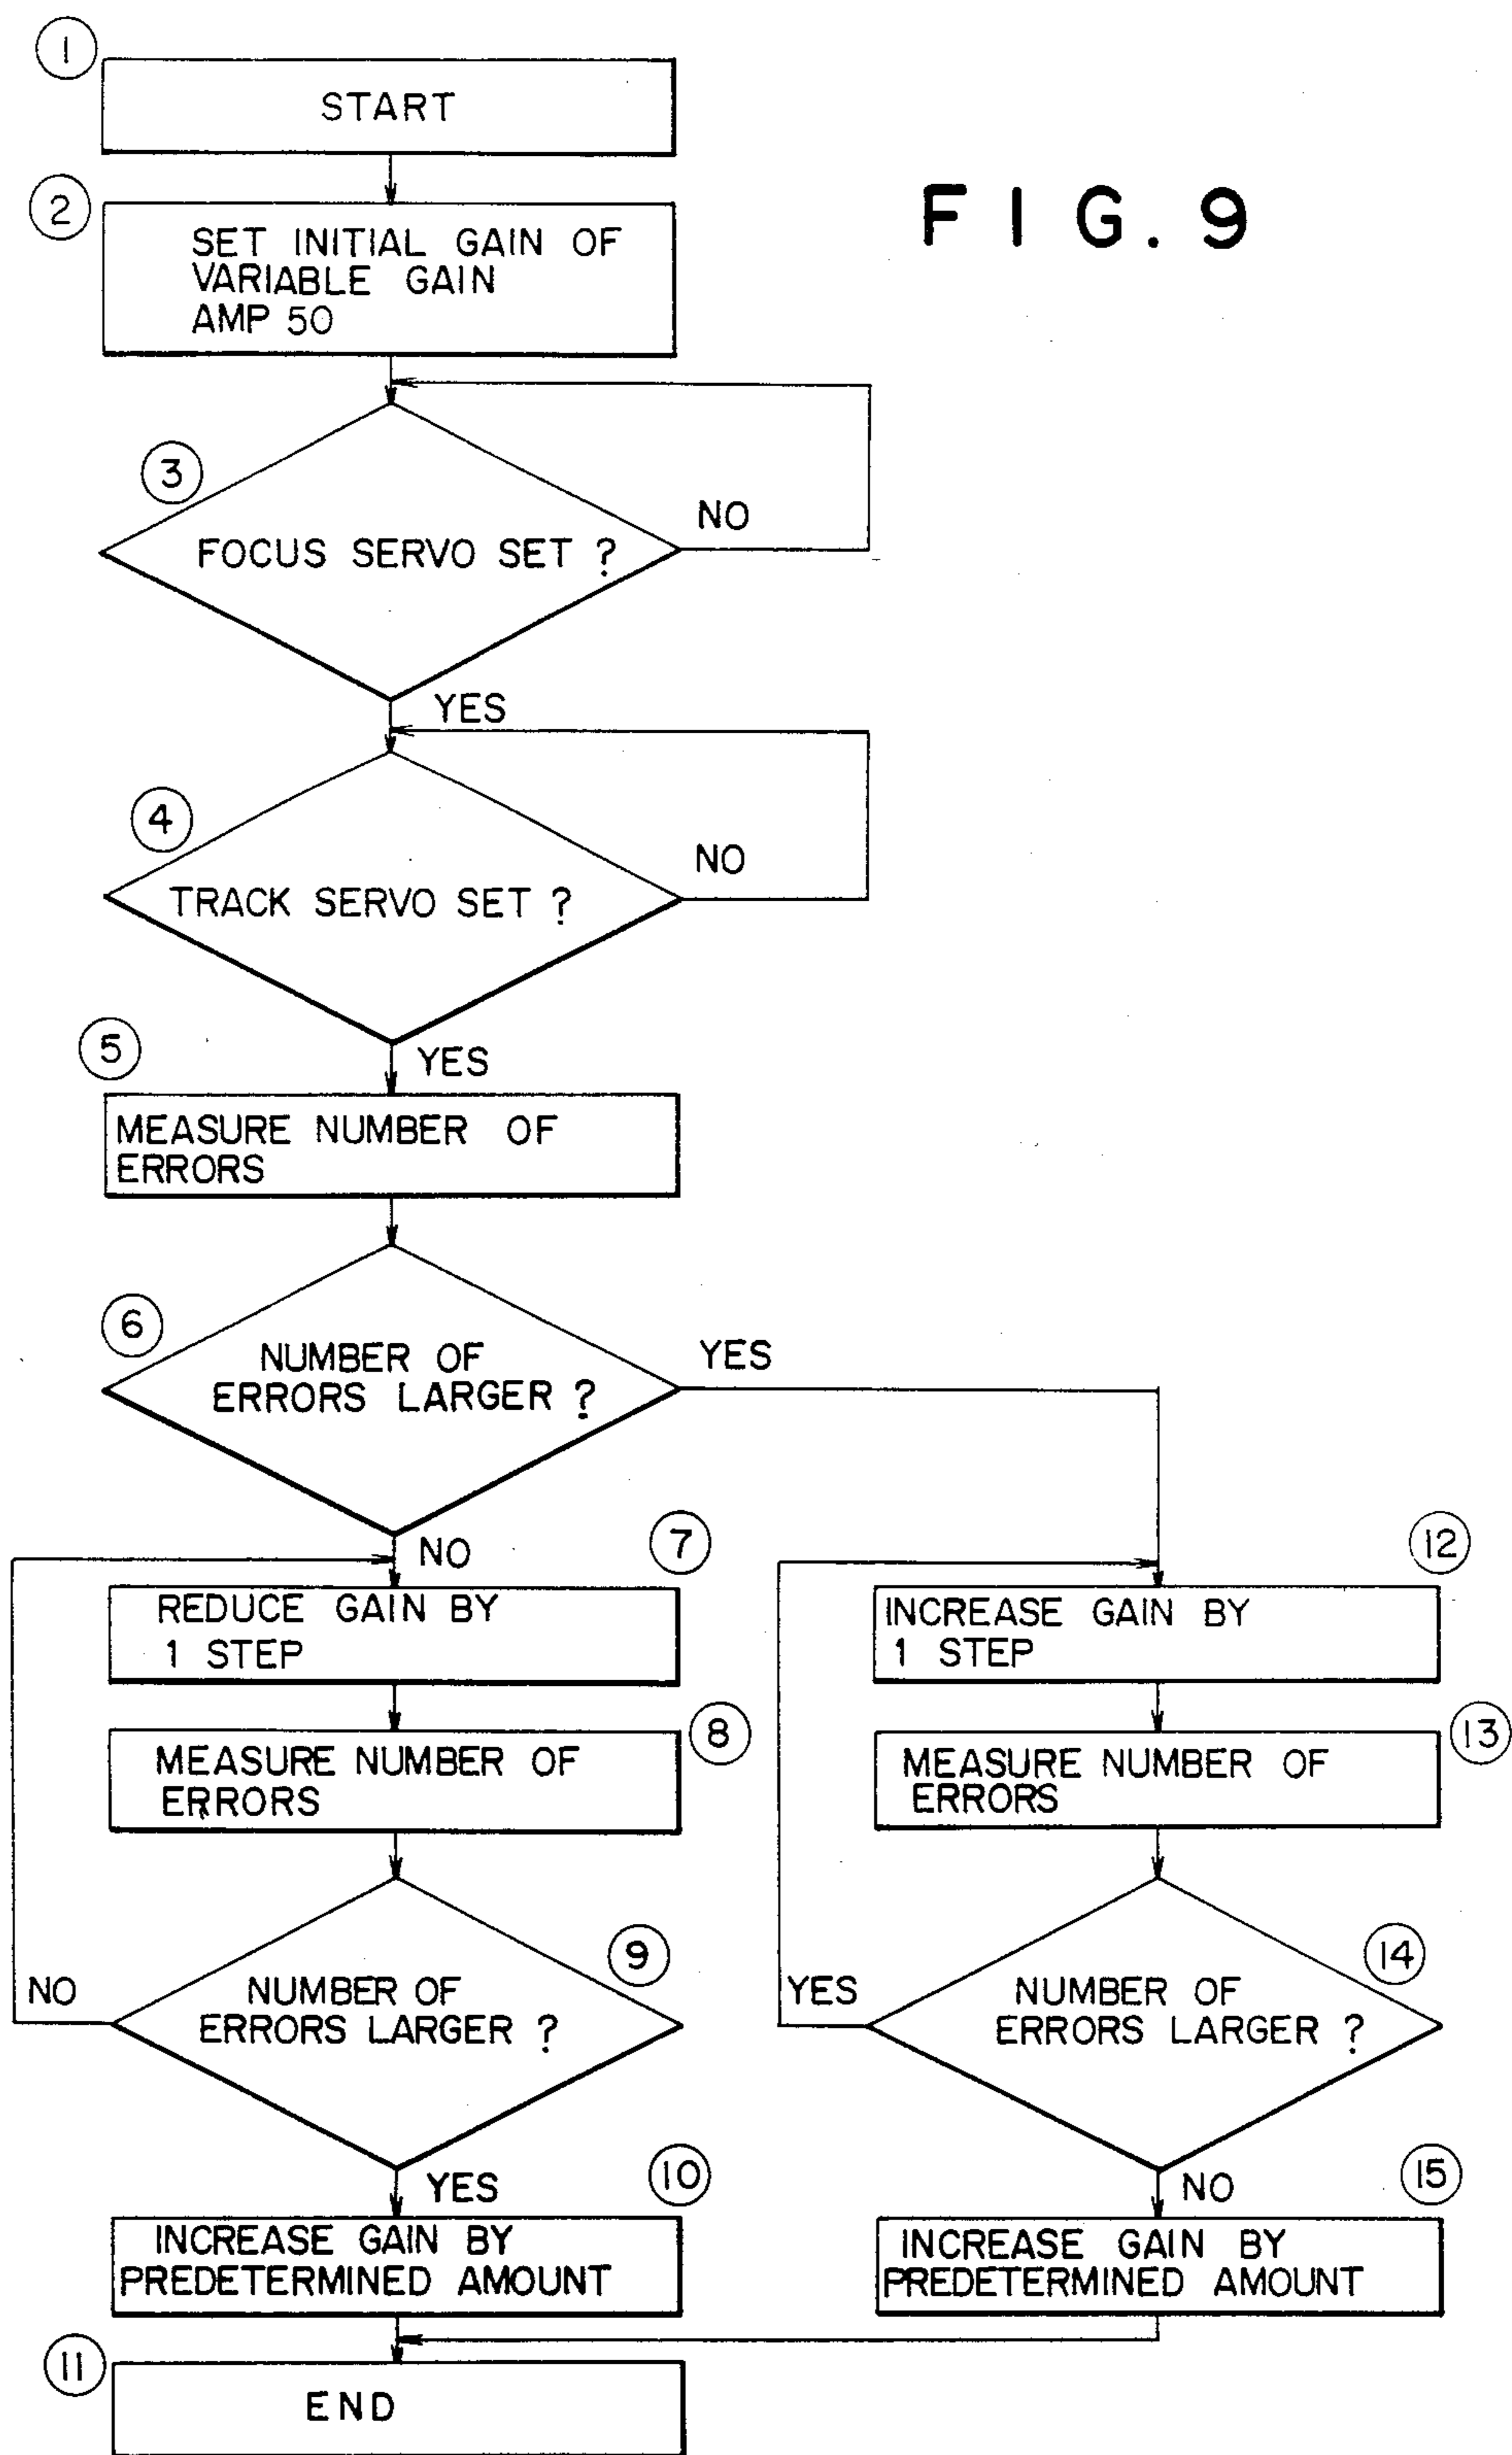 1
START
FIG. 9
2
SET INITIAL GAIN OF
VARIABLE GAIN
AMP 50
3
FOCUS SERVO SET ?
NO
YES
4
TRACK SERVO SET ?
NO
YES
5
MEASURE NUMBER OF
ERRORS
6
NUMBER OF
ERRORS LARGER ?
YES
NO
7
REDUCE GAIN BY
1 STEP
8
MEASURE NUMBER OF
ERRORS
9
NUMBER OF
ERRORS LARGER ?
NO
YES
10
INCREASE GAIN BY
PREDETERMINED AMOUNT
11
END
12
INCREASE GAIN BY
1 STEP
13
MEASURE NUMBER OF
ERRORS
14
NUMBER OF
ERRORS LARGER ?
YES
NO
15
INCREASE GAIN BY
PREDETERMINED AMOUNT